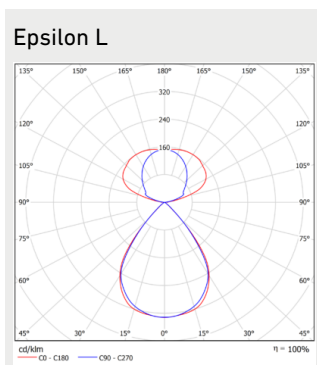 Epsilon L
135° 150° 165° 180° 165° 150° 135°
320
120° 240 120°
160
105° 105°
90° 90°
75° 75°
60° 60°
45° 30° 15° 0° 15° 30° 45°
cd/klm η = 100%
C0 - C180 C90 - C270